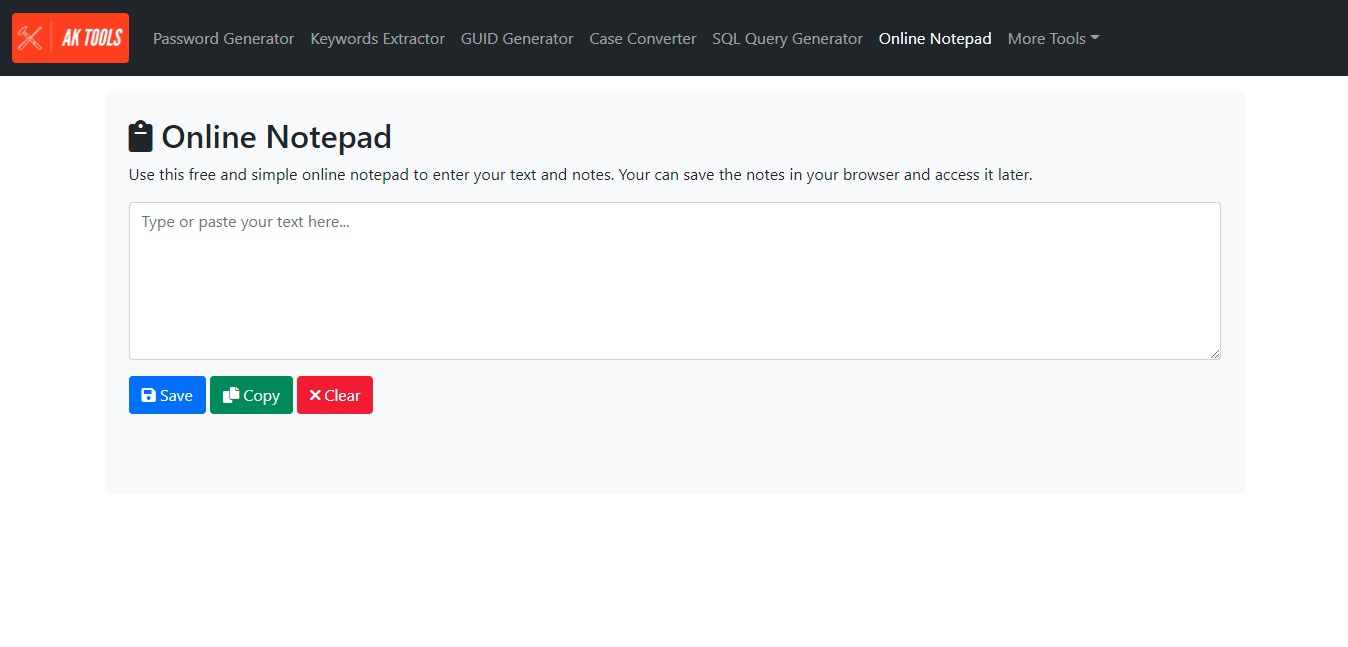 AK TOOLS
Password Generator Keywords Extractor GUID Generator Case Converter SQL Query Generator Online Notepad More Tools
Online Notepad
Use this free and simple online notepad to enter your text and notes. Your can save the notes in your browser and access it later.
Type or paste your text here...
Save Copy Clear